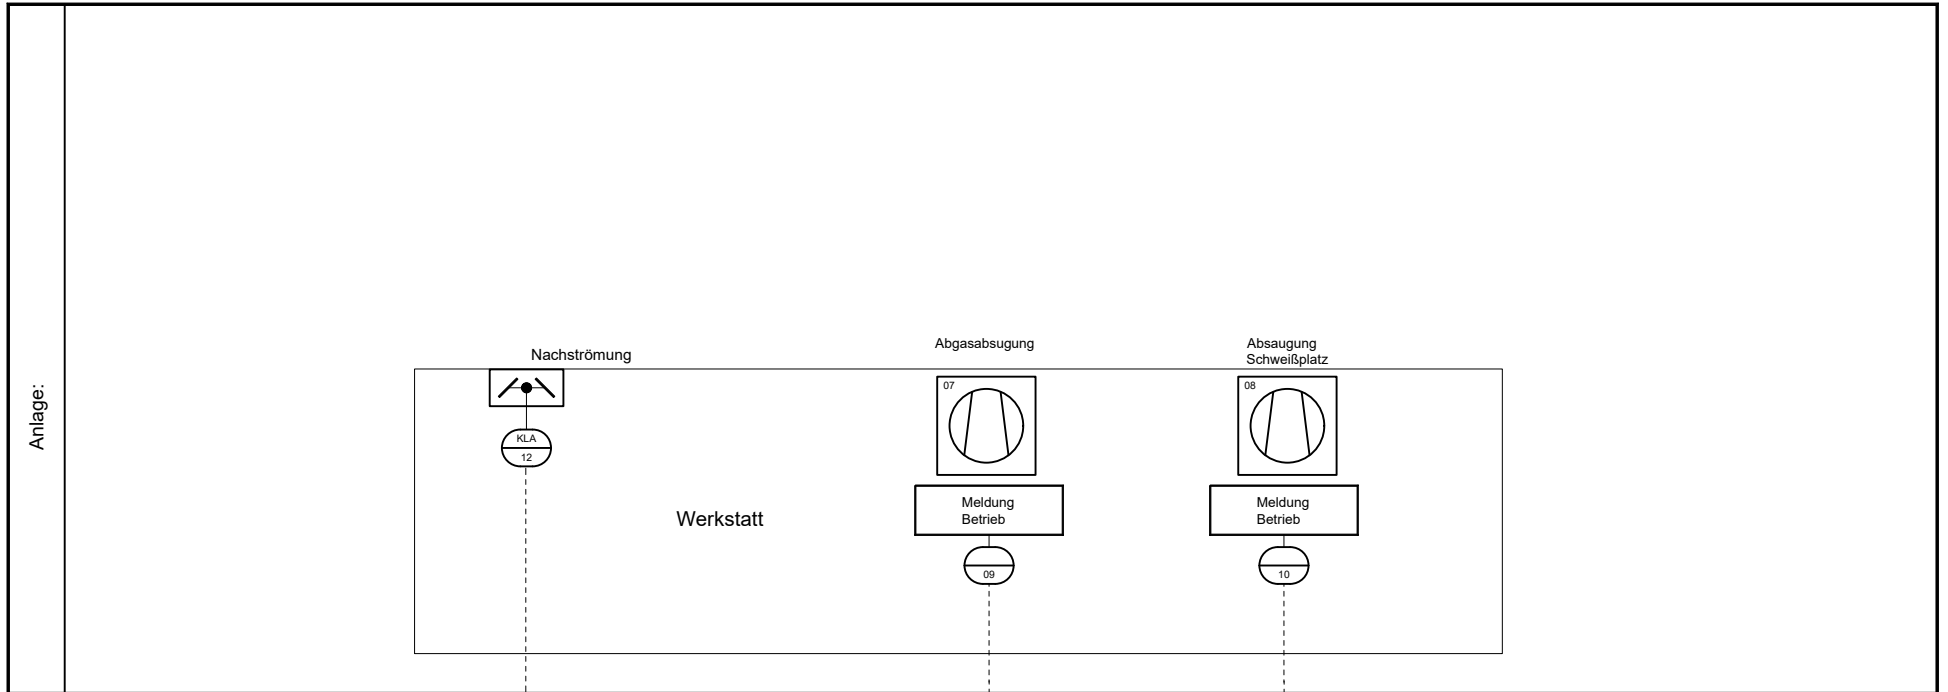 Anlage:
Nachströmung
Abgasabsugung
Absaugung
Schweißplatz
07
08
KLA
12
Werkstatt
Meldung
Betrieb
Meldung
Betrieb
09
10